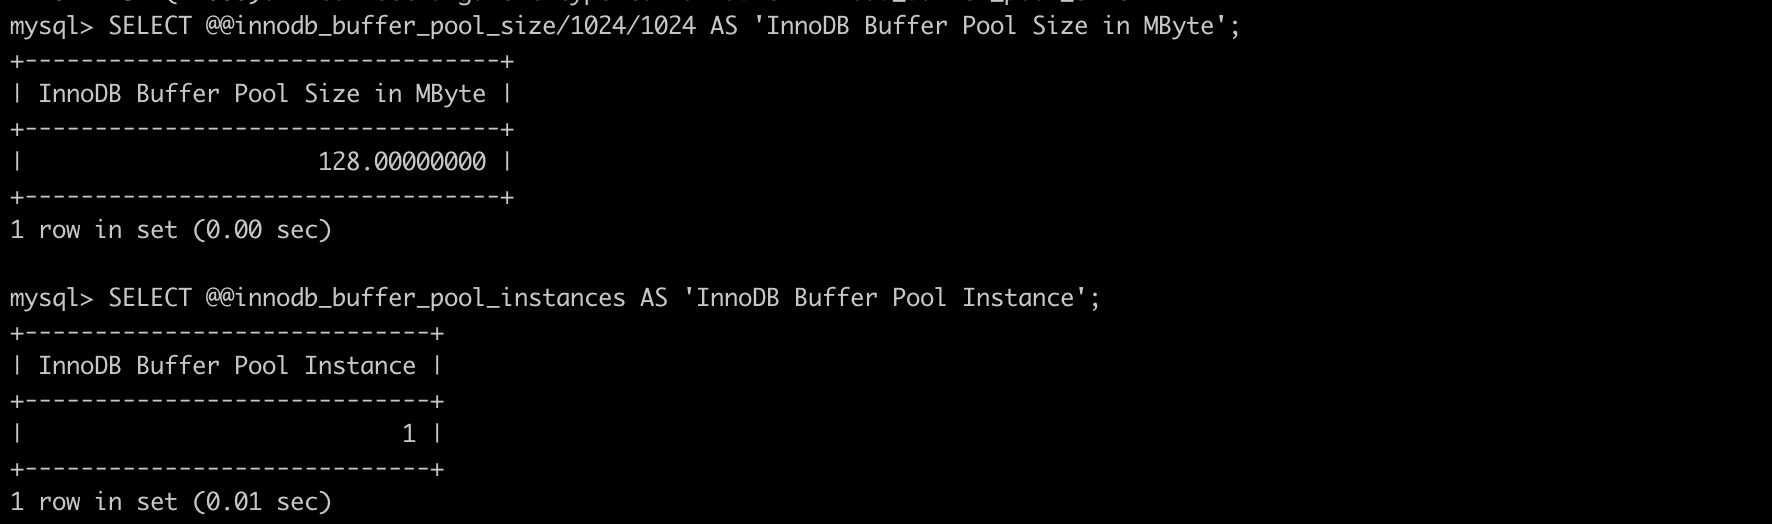 mysql> SELECT @@innodb_buffer_pool_size/1024/1024 AS 'InnoDB Buffer Pool Size in MByte';
+----------------------------------+
| InnoDB Buffer Pool Size in MByte |
+----------------------------------+
|                     128.00000000 |
+----------------------------------+
1 row in set (0.00 sec)

mysql> SELECT @@innodb_buffer_pool_instances AS 'InnoDB Buffer Pool Instance';
+-----------------------------+
| InnoDB Buffer Pool Instance |
+-----------------------------+
|                           1 |
+-----------------------------+
1 row in set (0.01 sec)